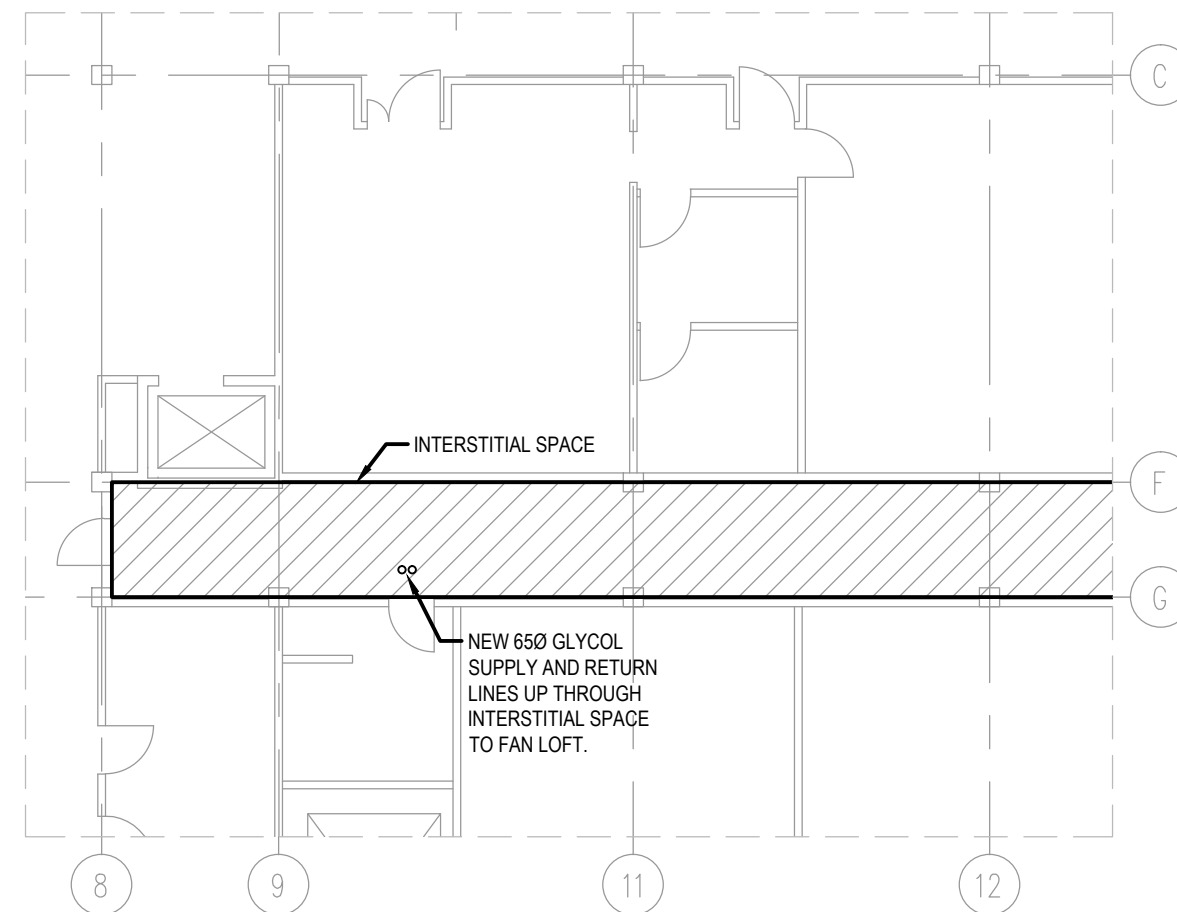 C
INTERSTITIAL SPACE
F
G
NEW 65Ø GLYCOL
SUPPLY AND RETURN
LINES UP THROUGH
INTERSTITIAL SPACE
TO FAN LOFT.
8
9
11
12